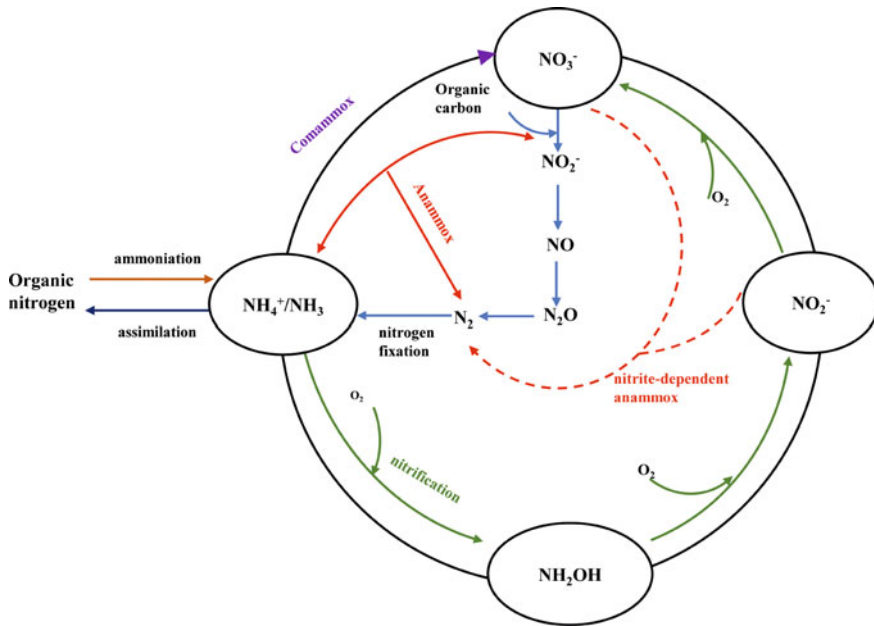 NO₃⁻
Organic
carbon
Comammox
NO₂⁻
O₂
Anammox
NO
ammoniation
Organic
nitrogen
NH₄⁺/NH₃
assimilation
N₂
N₂O
NO₂⁻
nitrogen
fixation
nitrite-dependent
anammox
O₂
nitrification
O₂
NH₂OH